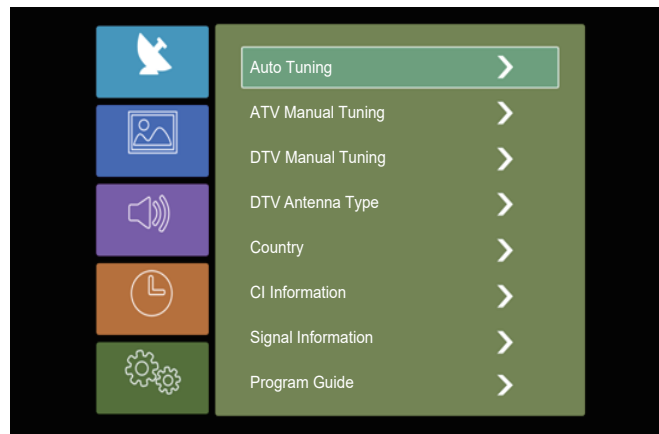 Auto Tuning
ATV Manual Tuning
DTV Manual Tuning
DTV Antenna Type
Country
CI Information
Signal Information
Program Guide